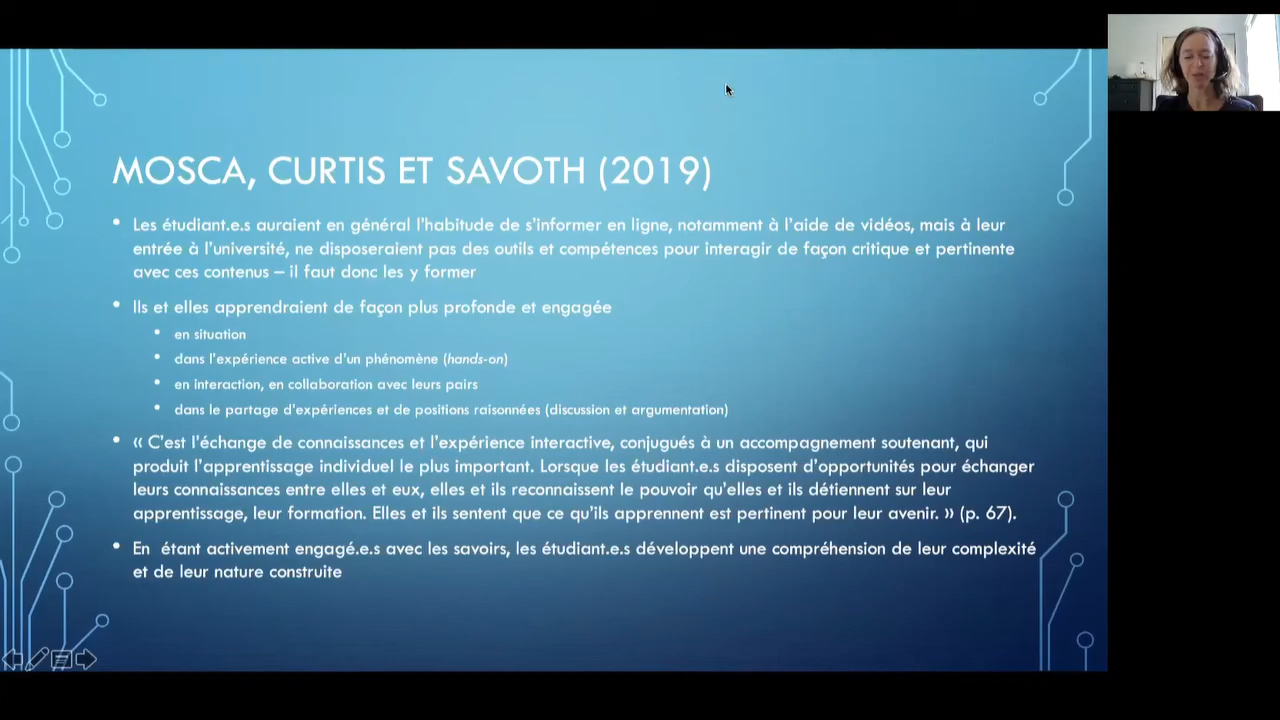 MOSCA, CURTIS ET SAVOTH (2019)
• Les étudiant.e.s auraient en général l'habitude de s'informer en ligne, notamment à l'aide de vidéos, mais à leur
entrée à l'université, ne disposeraient pas des outils et compétences pour interagir de façon critique et pertinente
avec ces contenus – il faut donc les y former
• Ils et elles apprendraient de façon plus profonde et engagée
• en situation
• dans l'expérience active d'un phénomène (hands-on)
• en interaction, en collaboration avec leurs pairs
• dans le partage d'expériences et de positions raisonnées (discussion et argumentation)
• « C'est l'échange de connaissances et l'expérience interactive, conjugués à un accompagnement soutenant, qui
produit l'apprentissage individuel le plus important. Lorsque les étudiant.e.s disposent d'opportunités pour échanger
leurs connaissances entre elles et eux, elles et ils reconnaissent le pouvoir qu'elles et ils détiennent sur leur
apprentissage, leur formation. Elles et ils sentent que ce qu'ils apprennent est pertinent pour leur avenir. » (p. 67).
• En étant activement engagé.e.s avec les savoirs, les étudiant.e.s développent une compréhension de leur complexité
et de leur nature construite